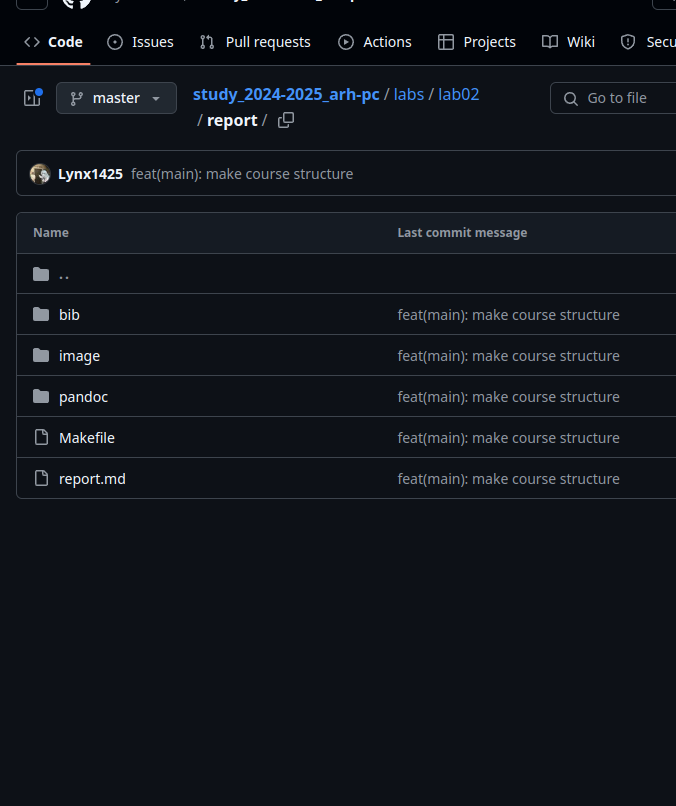 Code Issues Pull requests Actions Projects Wiki Secu
master study_2024-2025_arh-pc / labs / lab02
/ report / Go to file
Lynx1425 feat(main): make course structure
Name Last commit message
..
bib feat(main): make course structure
image feat(main): make course structure
pandoc feat(main): make course structure
Makefile feat(main): make course structure
report.md feat(main): make course structure